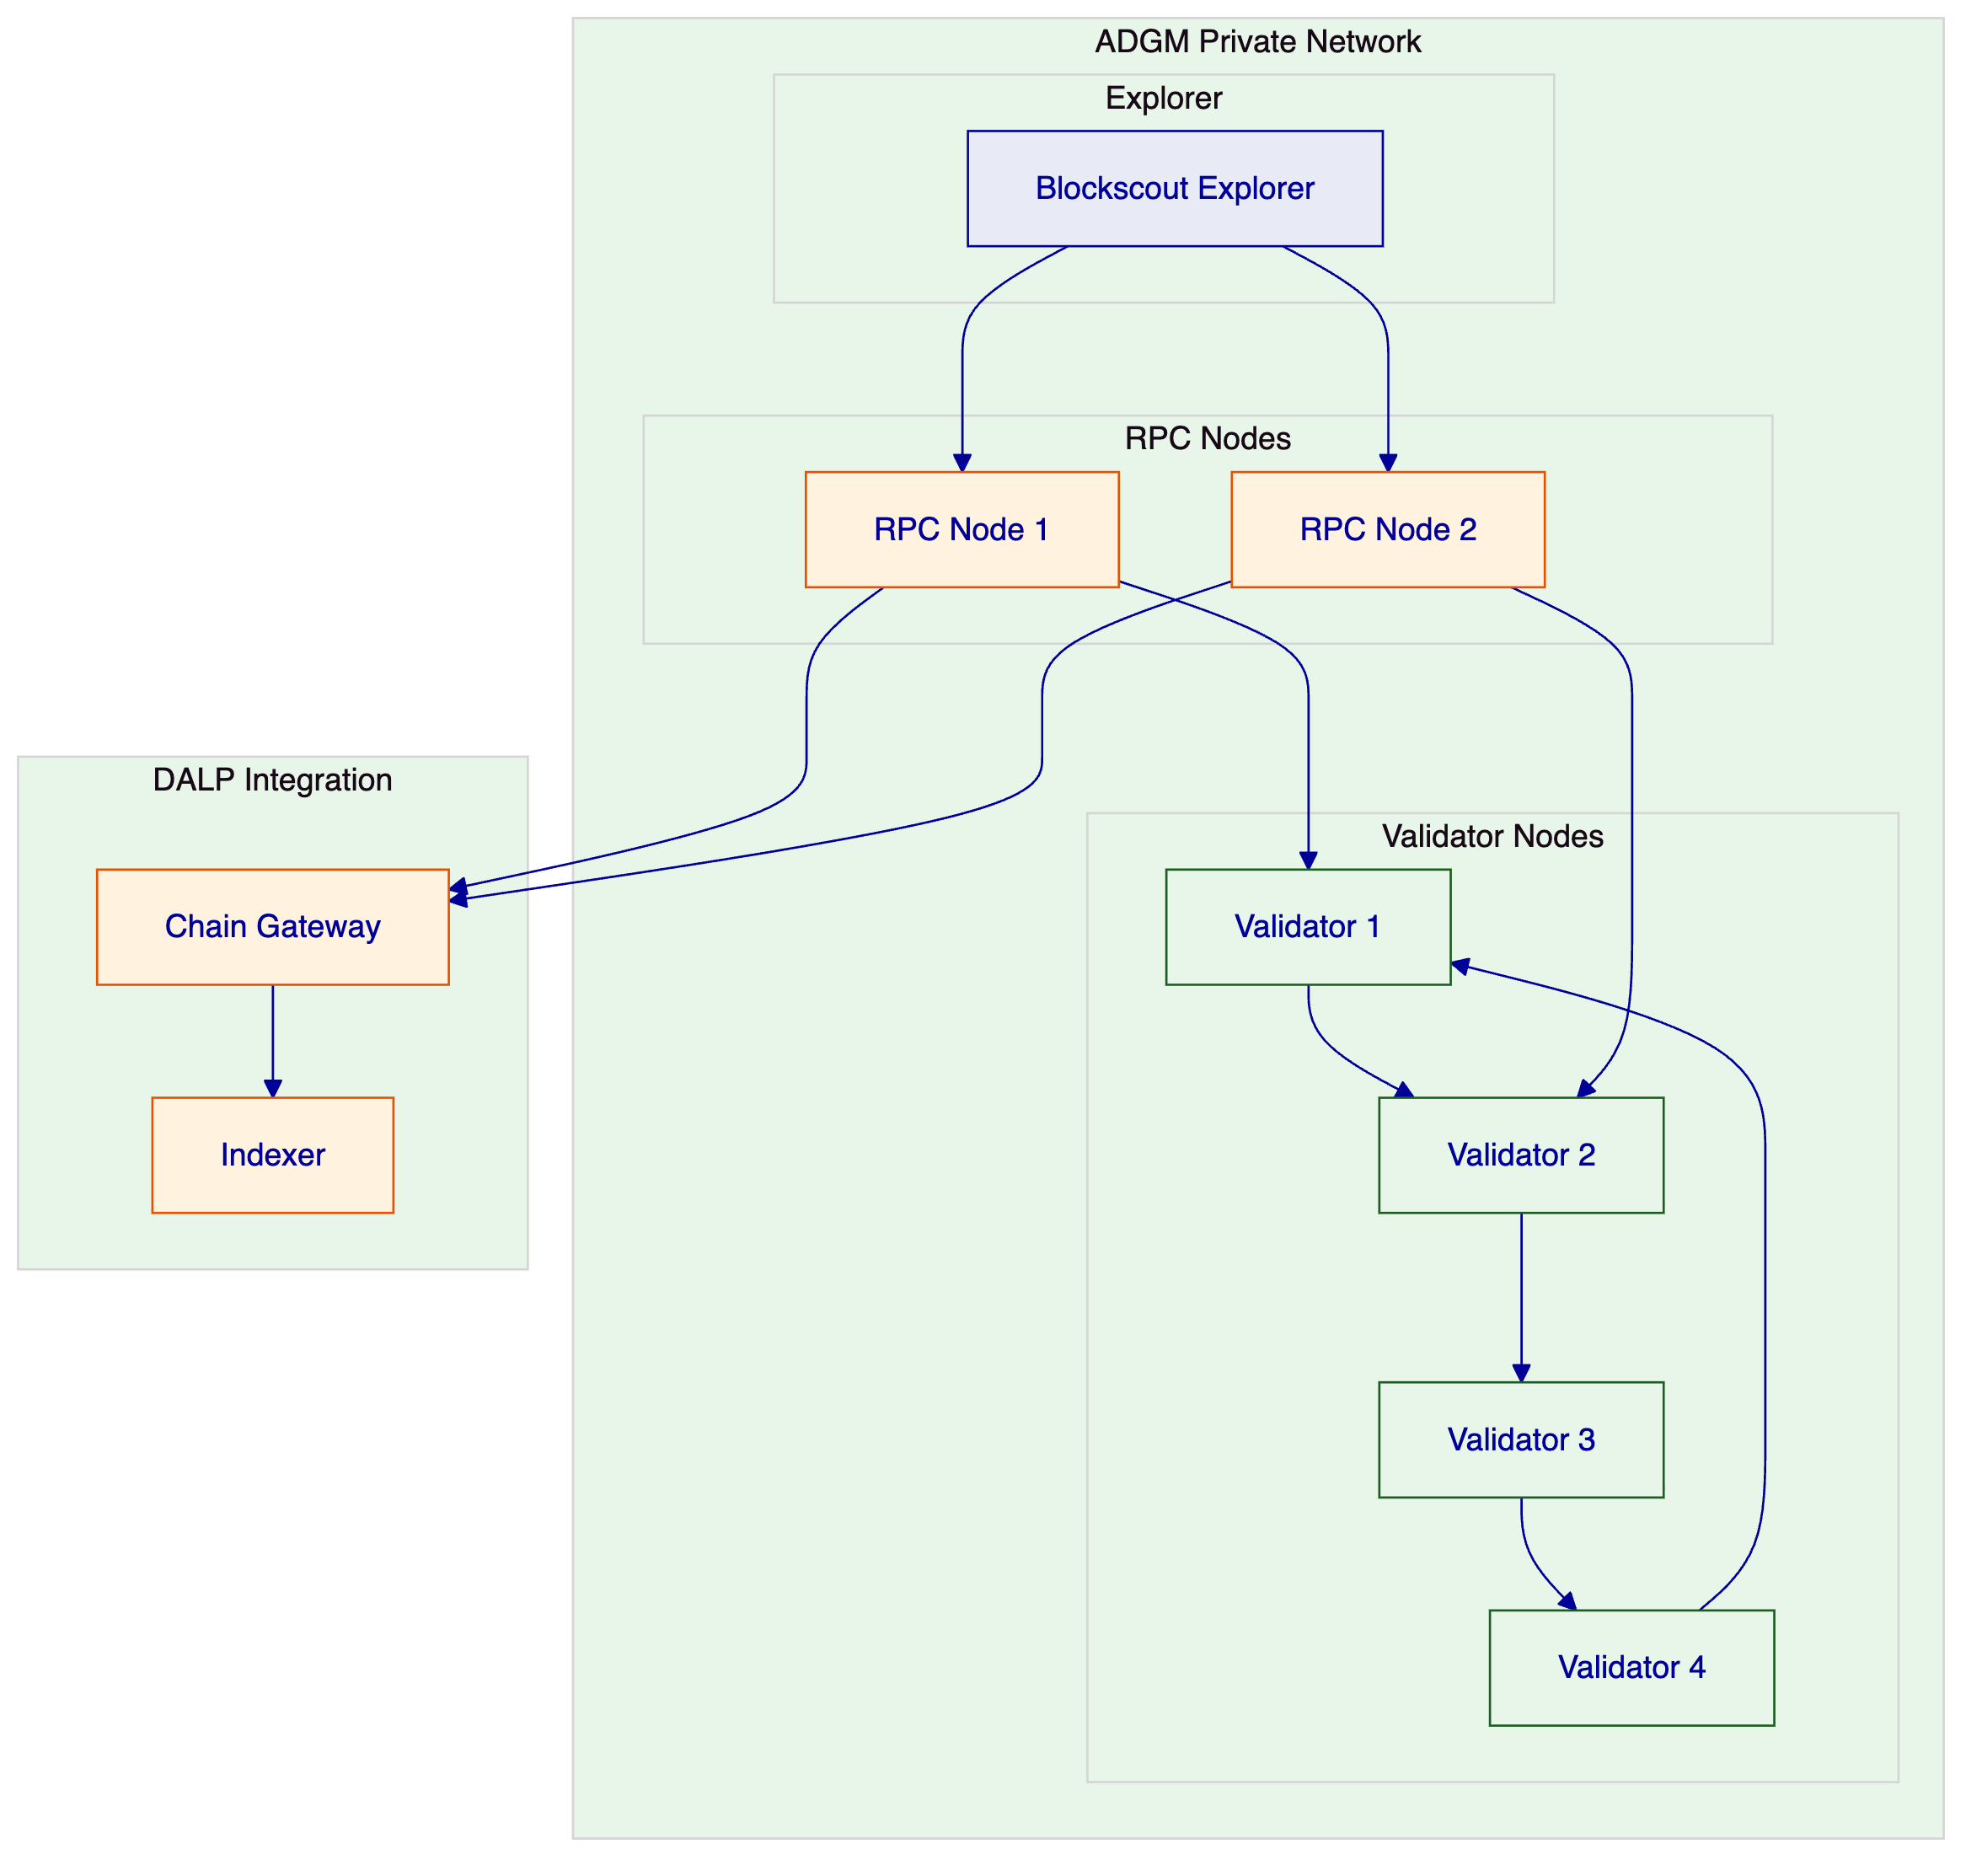 ADGM Private Network
Explorer
Blockscout Explorer
RPC Nodes
RPC Node 1
RPC Node 2
DALP Integration
Chain Gateway
Indexer
Validator Nodes
Validator 1
Validator 2
Validator 3
Validator 4